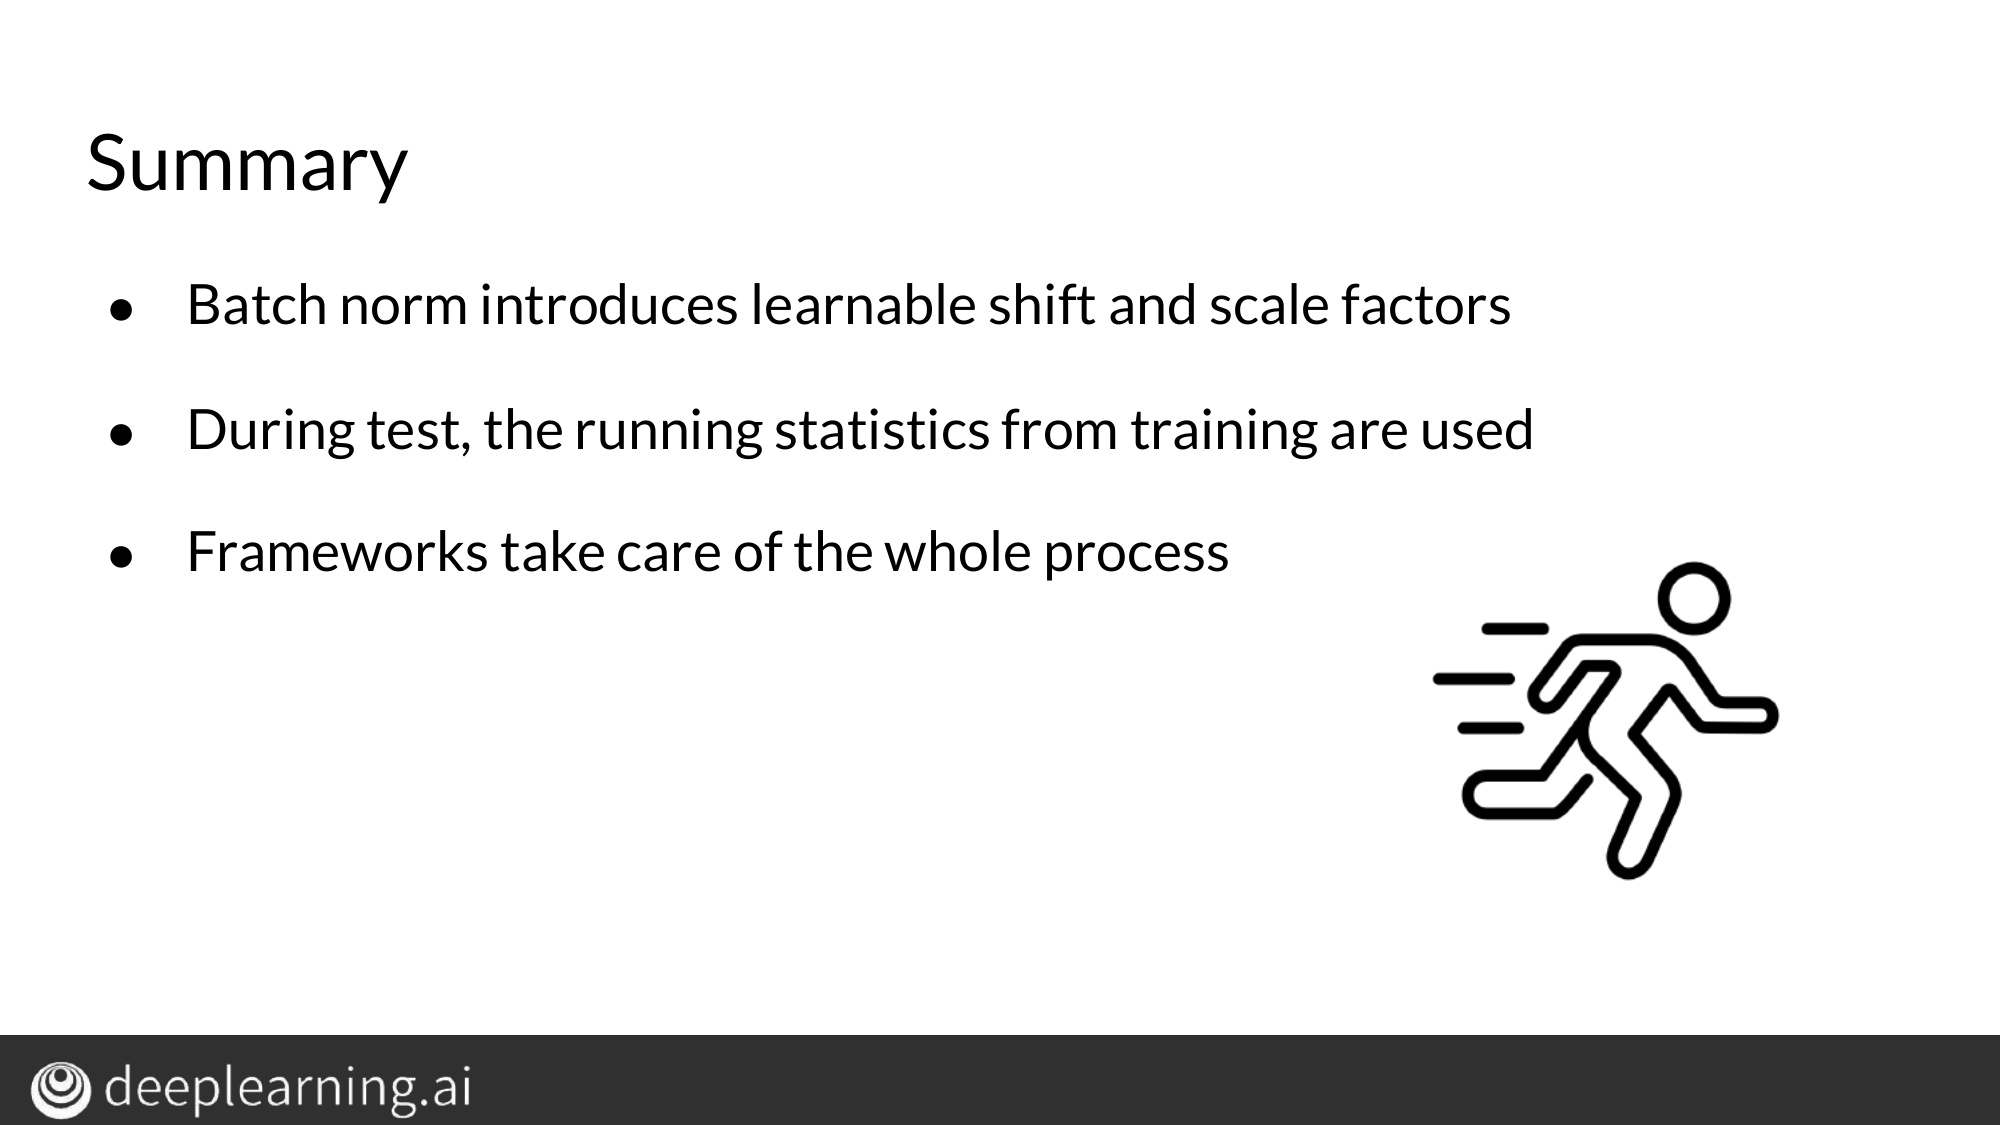 Summary
● Batch norm introduces learnable shift and scale factors
● During test, the running statistics from training are used
● Frameworks take care of the whole process
deeplearning.ai